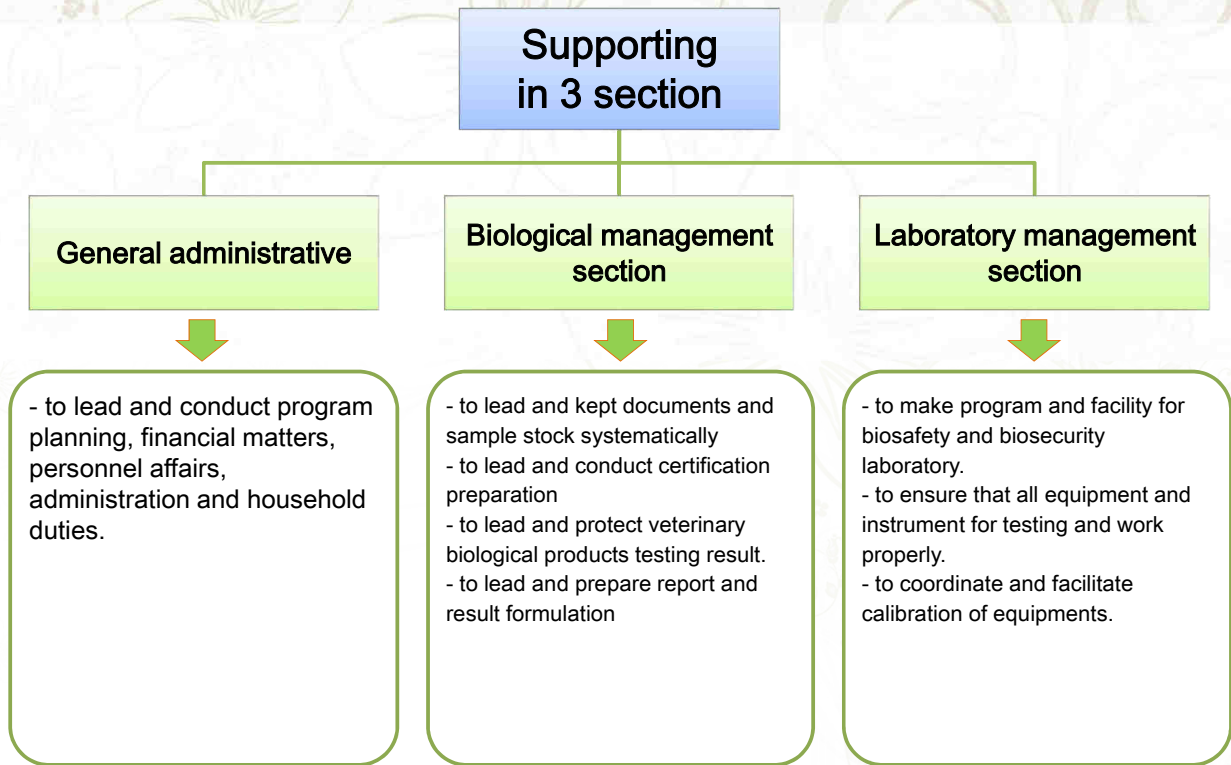 Supporting
in 3 section
General administrative
Biological management
section
Laboratory management
section
- to lead and conduct program
planning, financial matters,
personnel affairs,
administration and household
duties.
- to lead and kept documents and
sample stock systematically
- to lead and conduct certification
preparation
- to lead and protect veterinary
biological products testing result.
- to lead and prepare report and
result formulation
- to make program and facility for
biosafety and biosecurity
laboratory.
- to ensure that all equipment and
instrument for testing and work
properly.
- to coordinate and facilitate
calibration of equipments.